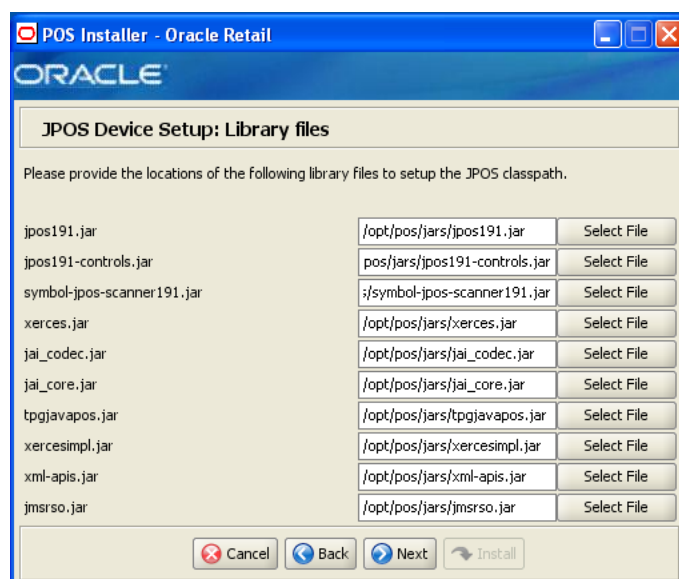 POS Installer - Oracle Retail
ORACLE
JPOS Device Setup: Library files
Please provide the locations of the following library files to setup the JPOS classpath.
jpos191.jar /opt/pos/jars/jpos191.jar Select File
jpos191-controls.jar pos/jars/jpos191-controls.jar Select File
symbol-jpos-scanner191.jar /symbol-jpos-scanner191.jar Select File
xerces.jar /opt/pos/jars/xerces.jar Select File
jai_codec.jar /opt/pos/jars/jai_codec.jar Select File
jai_core.jar /opt/pos/jars/jai_core.jar Select File
tpgjavapos.jar /opt/pos/jars/tpgjavapos.jar Select File
xercesimpl.jar /opt/pos/jars/xercesimpl.jar Select File
xml-apis.jar /opt/pos/jars/xml-apis.jar Select File
jmsrso.jar /opt/pos/jars/jmsrso.jar Select File
Cancel Back Next Install